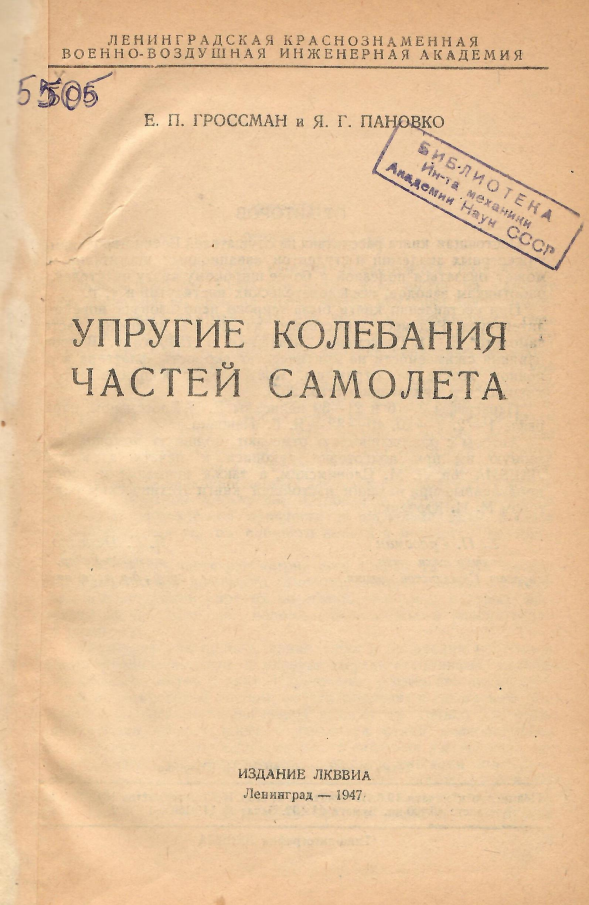 ЛЕНИНГРАДСКАЯ КРАСНОЗНАМЕННАЯ
ВОЕННО-ВОЗДУШНАЯ ИНЖЕНЕРНАЯ АКАДЕМИЯ
5505
Е. П. ГРОССМАН и Я. Г. ПАНОВКО
БИБЛИОТЕКА
Ин-та механики
Академии Наук СССР
УПРУГИЕ КОЛЕБАНИЯ
ЧАСТЕЙ САМОЛЕТА
ИЗДАНИЕ ЛКВВИА
Ленинград — 1947